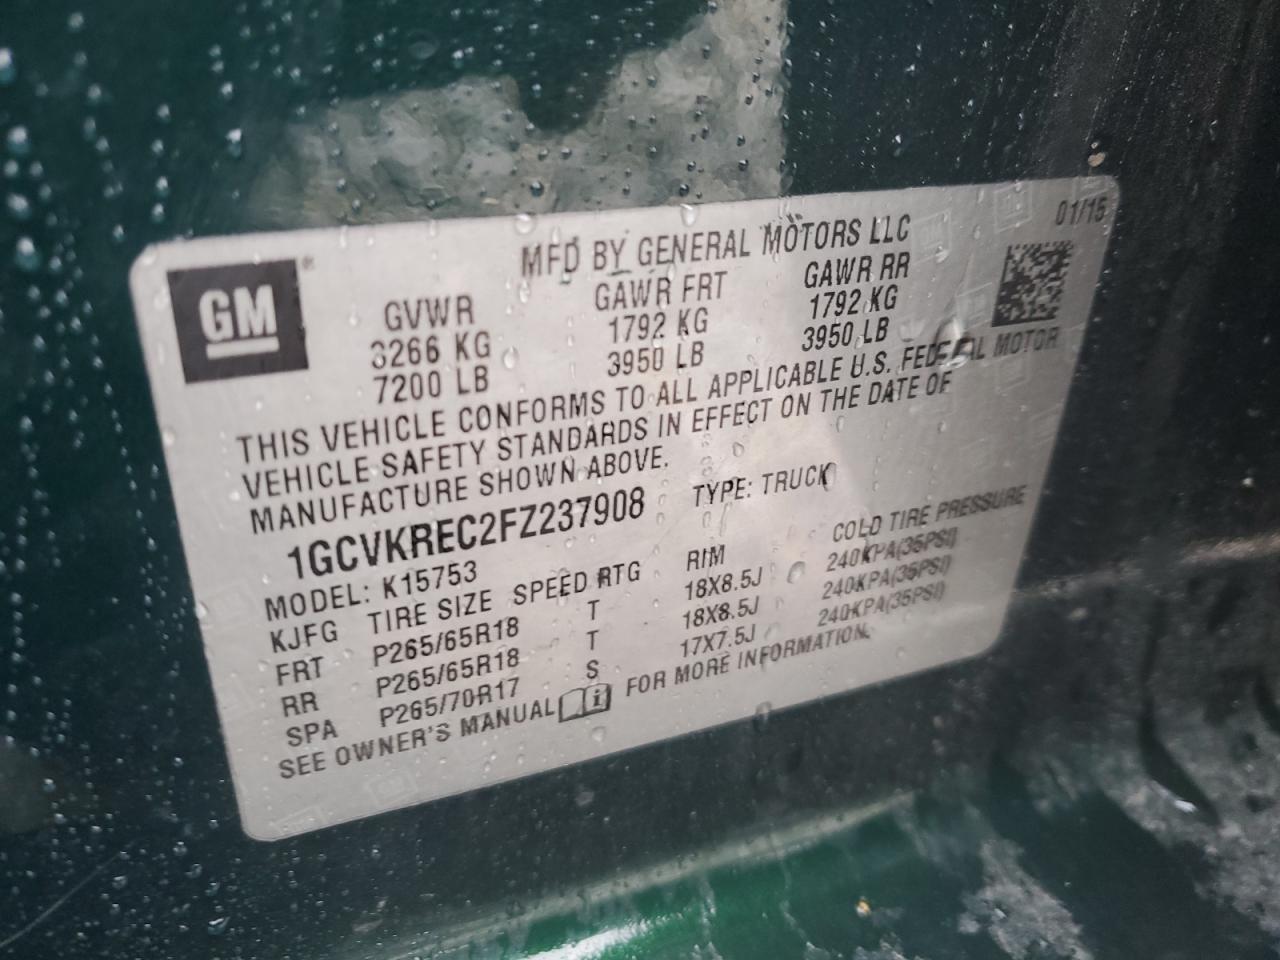 GM
MFD BY GENERAL MOTORS LLC 01/15
GVWR GAWR FRT GAWR RR
3266 KG 1792 KG 1792 KG
7200 LB 3950 LB 3950 LB
THIS VEHICLE CONFORMS TO ALL APPLICABLE U.S. FEDERAL MOTOR
VEHICLE SAFETY STANDARDS IN EFFECT ON THE DATE OF
MANUFACTURE SHOWN ABOVE.
1GCVKREC2FZ237908 TYPE: TRUCK
MODEL: K15753
KJFG TIRE SIZE SPEED RTG RIM COLD TIRE PRESSURE
FRT P265/65R18 T 18X8.5J 240KPA(35PSI)
RR P265/65R18 T 18X8.5J 240KPA(35PSI)
SPA P265/70R17 S 17X7.5J 240KPA(35PSI)
SEE OWNER'S MANUAL FOR MORE INFORMATION.